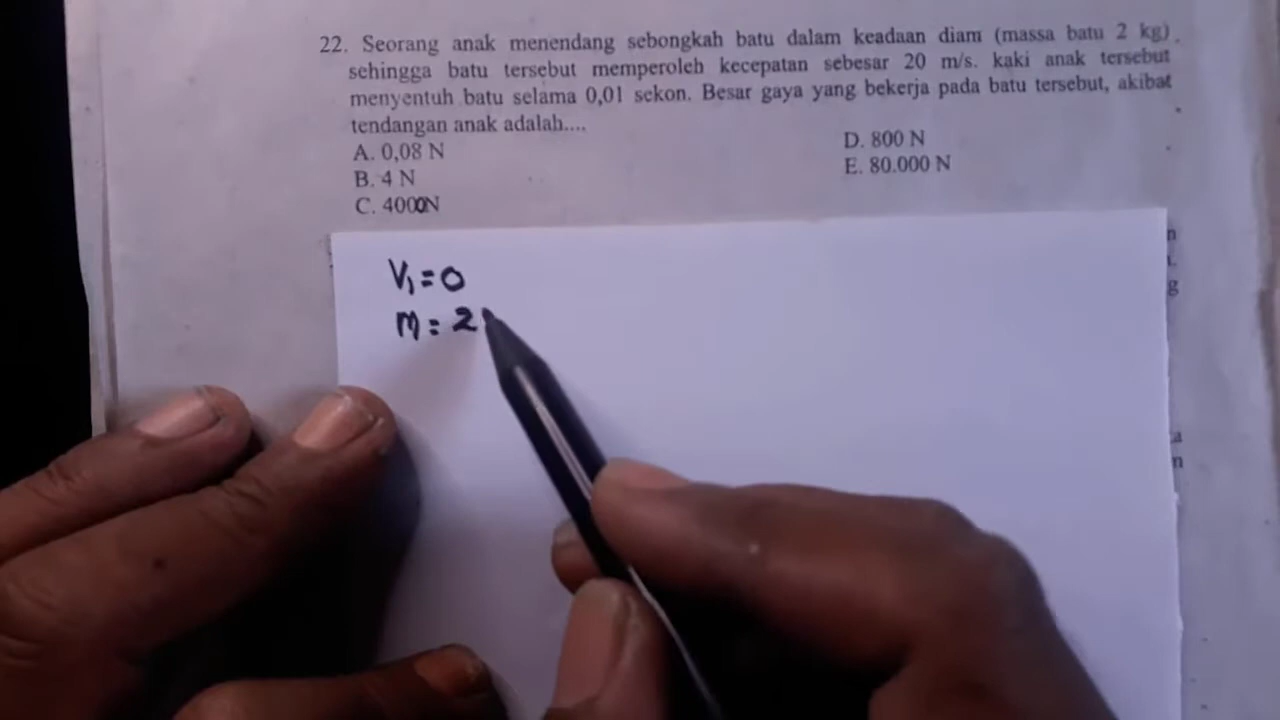 22. Seorang anak menendang sebongkah batu dalam keadaan diam (massa batu 2 kg)
sehingga batu tersebut memperoleh kecepatan sebesar 20 m/s. kaki anak tersebut
menyentuh batu selama 0,01 sekon. Besar gaya yang bekerja pada batu tersebut, akibat
tendangan anak adalah....
A. 0,08 N
B. 4 N
C. 4000N
D. 800 N
E. 80.000 N
V₁=0
m=2
n
g
a
n